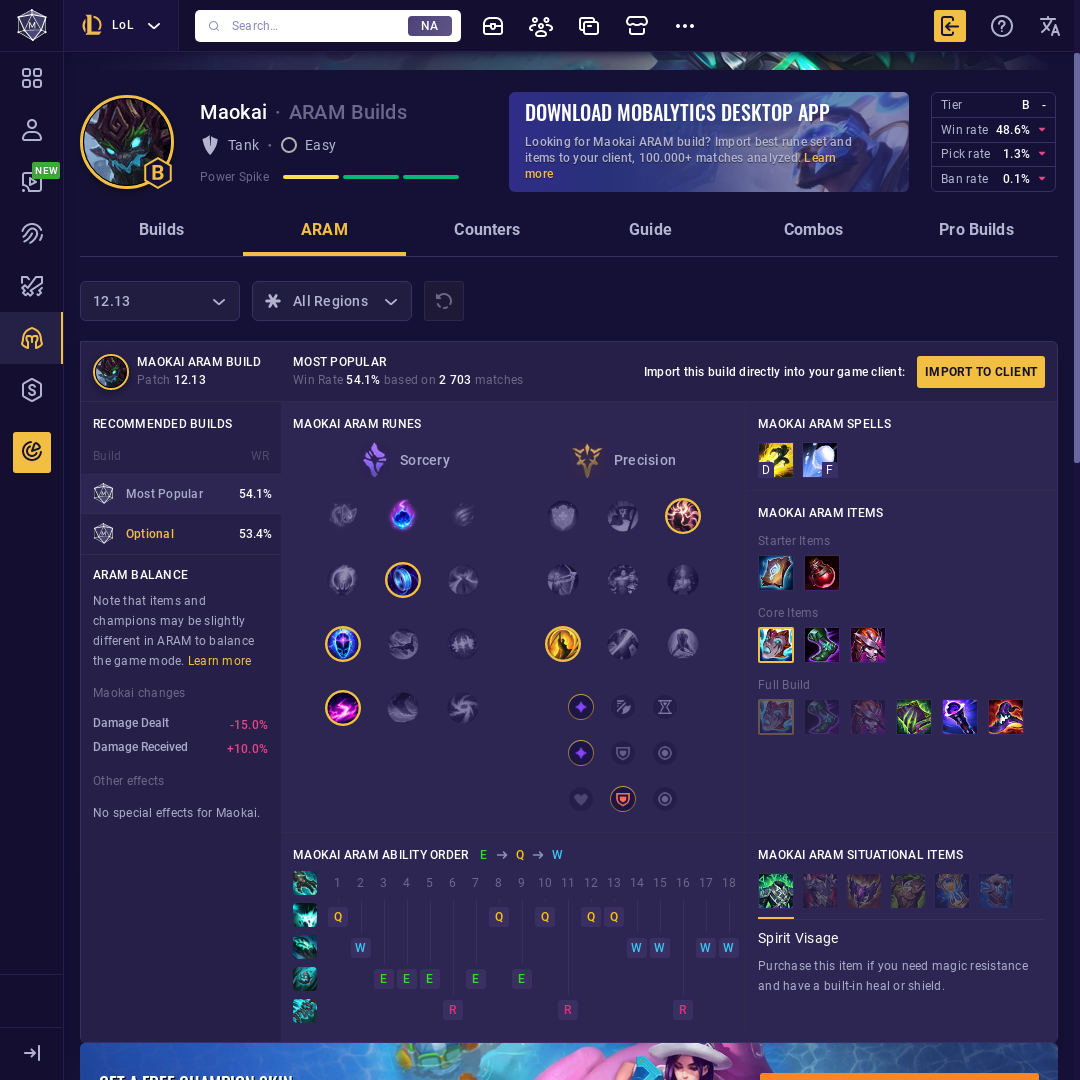 LoL
Search...
NA
NEW
Maokai · ARAM Builds
Tank · Easy
Power Spike
B
DOWNLOAD MOBALYTICS DESKTOP APP
Looking for Maokai ARAM build? Import best rune set and
items to your client, 100.000+ matches analyzed. Learn
more
Tier B -
Win rate 48.6%
Pick rate 1.3%
Ban rate 0.1%
Builds ARAM Counters Guide Combos Pro Builds
12.13
All Regions
MAOKAI ARAM BUILD
Patch 12.13
MOST POPULAR
Win Rate 54.1% based on 2 703 matches
Import this build directly into your game client:
IMPORT TO CLIENT
RECOMMENDED BUILDS
Build WR
Most Popular 54.1%
Optional 53.4%
ARAM BALANCE
Note that items and
champions may be slightly
different in ARAM to balance
the game mode. Learn more
Maokai changes
Damage Dealt -15.0%
Damage Received +10.0%
Other effects
No special effects for Maokai.
MAOKAI ARAM RUNES
Sorcery
Precision
MAOKAI ARAM SPELLS
D
F
MAOKAI ARAM ITEMS
Starter Items
Core Items
Full Build
MAOKAI ARAM ABILITY ORDER E → Q → W
1 2 3 4 5 6 7 8 9 10 11 12 13 14 15 16 17 18
Q Q Q Q Q
W W W W W
E E E E E
R R R
MAOKAI ARAM SITUATIONAL ITEMS
Spirit Visage
Purchase this item if you need magic resistance
and have a built-in heal or shield.
GET A FREE CHAMPION SKIN